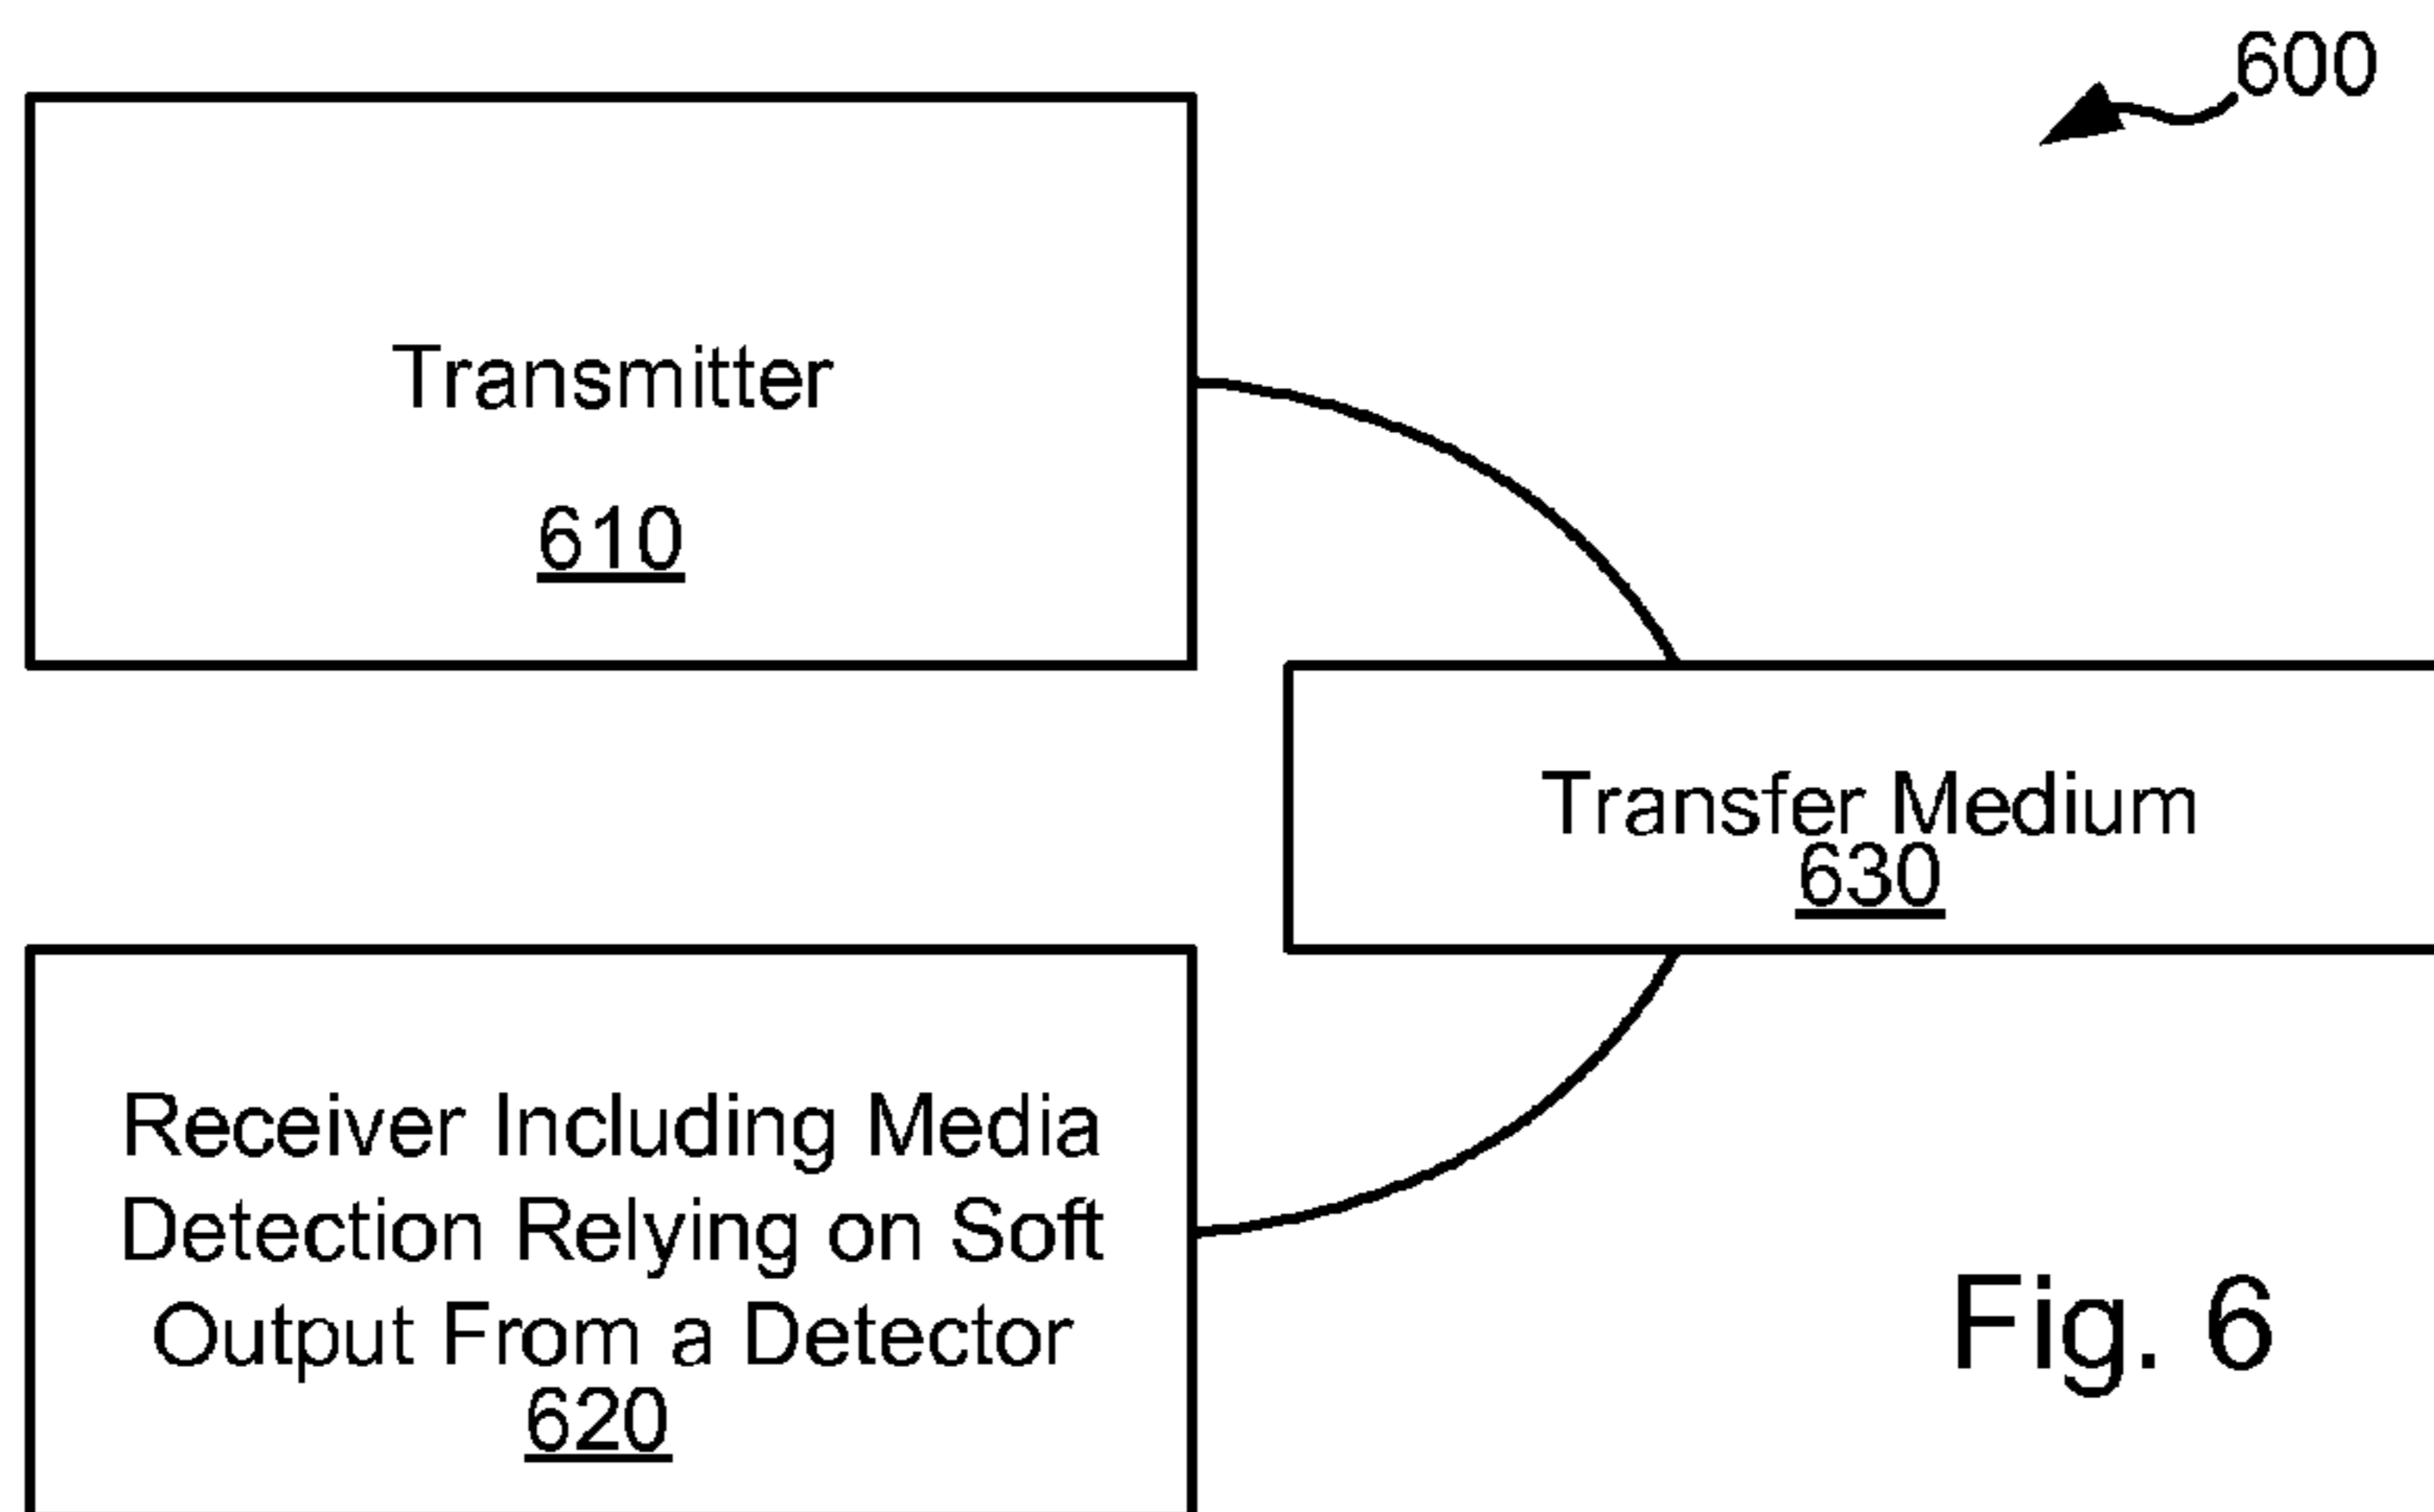 600
Transmitter
610
Transfer Medium
630
Receiver Including Media
Detection Relying on Soft
Output From a Detector
620
Fig. 6